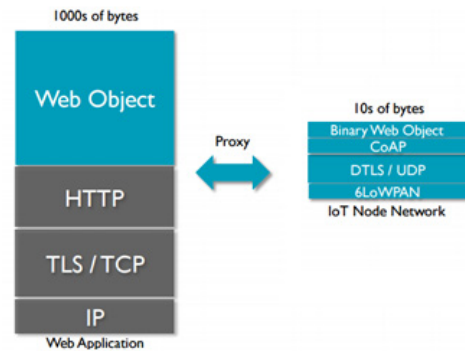 1000s of bytes
Web Object
HTTP
TLS / TCP
IP
Web Application
Proxy
10s of bytes
Binary Web Object
CoAP
DTLS / UDP
6LoWPAN
IoT Node Network